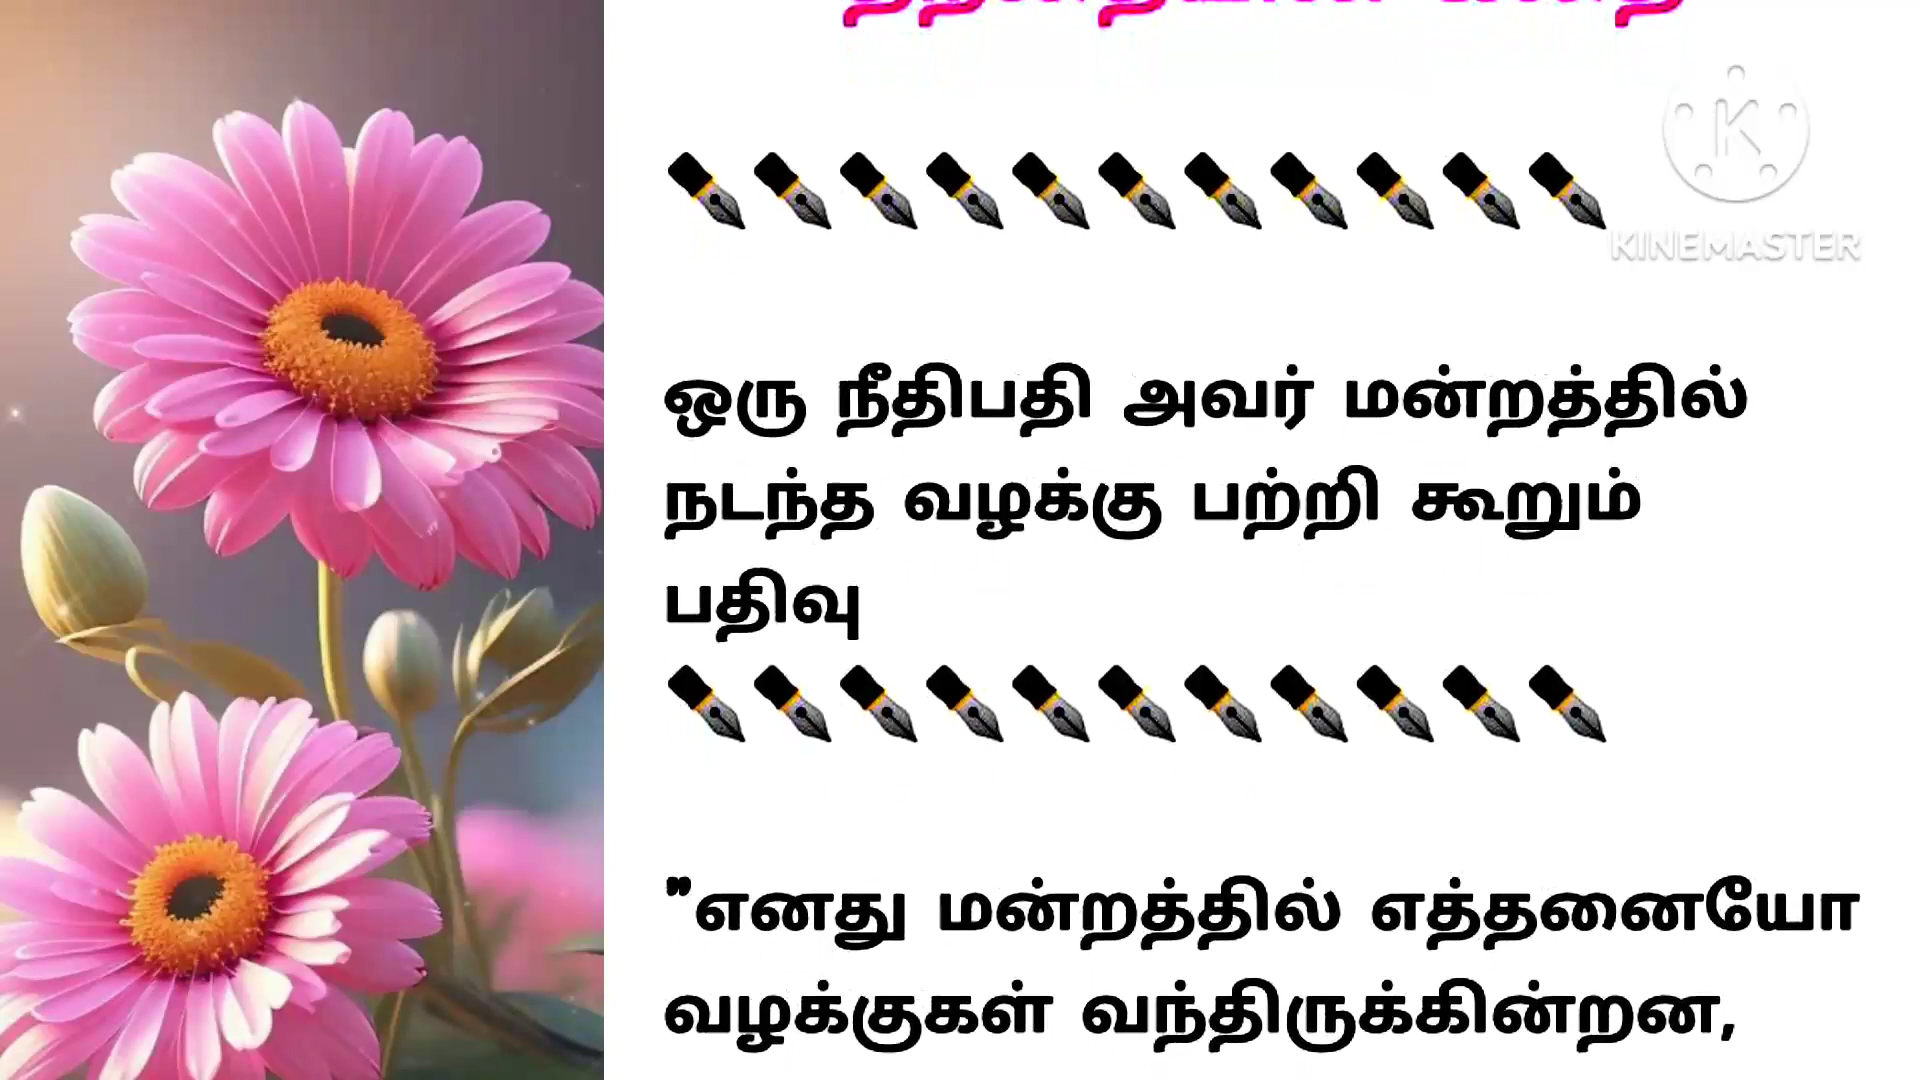 KINEMASTER
ஒரு நீதிபதி அவர் மன்றத்தில்
நடந்த வழக்கு பற்றி கூறும்
பதிவு
"எனது மன்றத்தில் எத்தனையோ
வழக்குகள் வந்திருக்கின்றன,